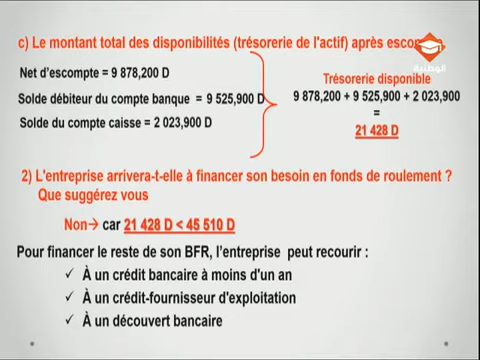 c) Le montant total des disponibilités (trésorerie de l'actif) après
الوطنية
Net d'escompte = 9 878,200 D
Solde débiteur du compte banque = 9 525,900 D
Solde du compte caisse = 2 023,900 D
Trésorerie disponible
9 878,200 + 9 525,900 + 2 023,900
=
21 428 D
2) L'entreprise arrivera-t-elle à financer son besoin en fonds de roulement ?
Que suggérez vous
Non→ car 21 428 D < 45 510 D
Pour financer le reste de son BFR, l'entreprise peut recourir :
✓ À un crédit bancaire à moins d'un an
✓ À un crédit-fournisseur d'exploitation
✓ À un découvert bancaire